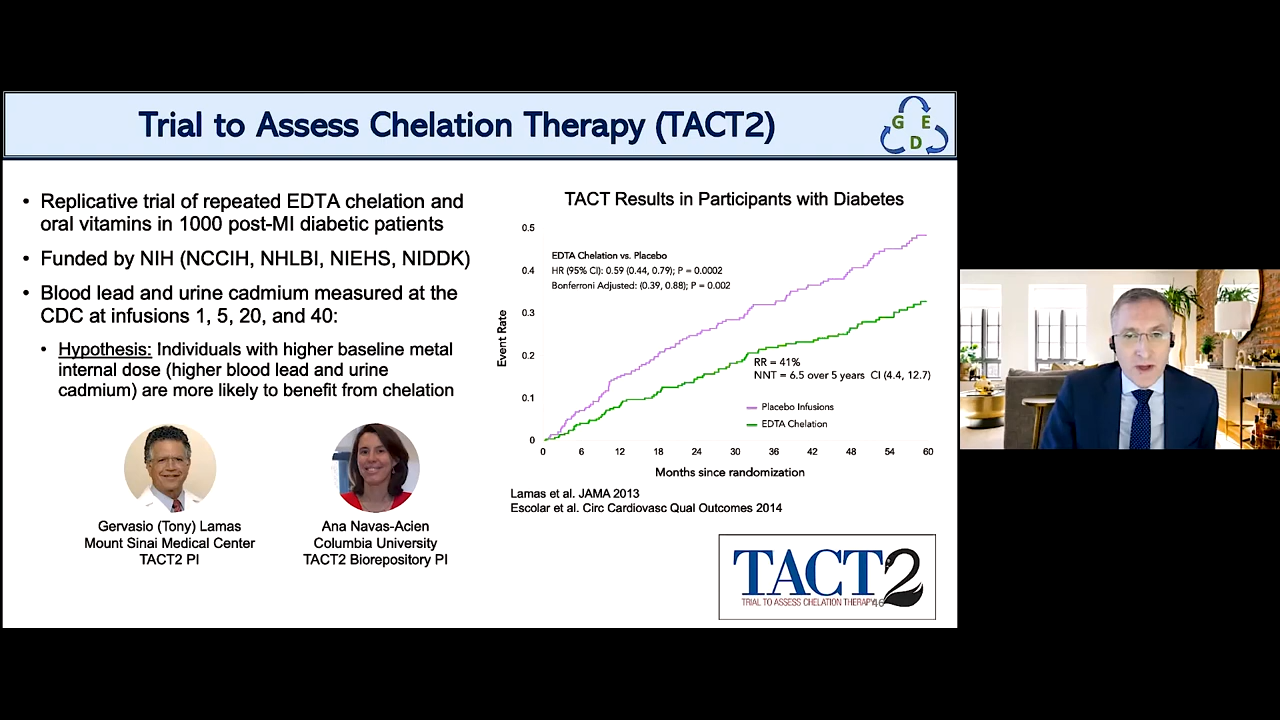 Trial to Assess Chelation Therapy (TACT2)
G E
D
• Replicative trial of repeated EDTA chelation and
oral vitamins in 1000 post-MI diabetic patients
• Funded by NIH (NCCIH, NHLBI, NIEHS, NIDDK)
• Blood lead and urine cadmium measured at the
CDC at infusions 1, 5, 20, and 40:
• Hypothesis: Individuals with higher baseline metal
internal dose (higher blood lead and urine
cadmium) are more likely to benefit from chelation
Gervasio (Tony) Lamas
Mount Sinai Medical Center
TACT2 PI
Ana Navas-Acien
Columbia University
TACT2 Biorepository PI
TACT Results in Participants with Diabetes
0.5
0.4
0.3
0.2
0.1
0
Event Rate
EDTA Chelation vs. Placebo
HR (95% CI): 0.59 (0.44, 0.79); P = 0.0002
Bonferroni Adjusted: (0.39, 0.88); P = 0.002
RR = 41%
NNT = 6.5 over 5 years CI (4.4, 12.7)
Placebo Infusions
EDTA Chelation
0 6 12 18 24 30 36 42 48 54 60
Months since randomization
Lamas et al. JAMA 2013
Escolar et al. Circ Cardiovasc Qual Outcomes 2014
TACT2
TRIAL TO ASSESS CHELATION THERAPY
46